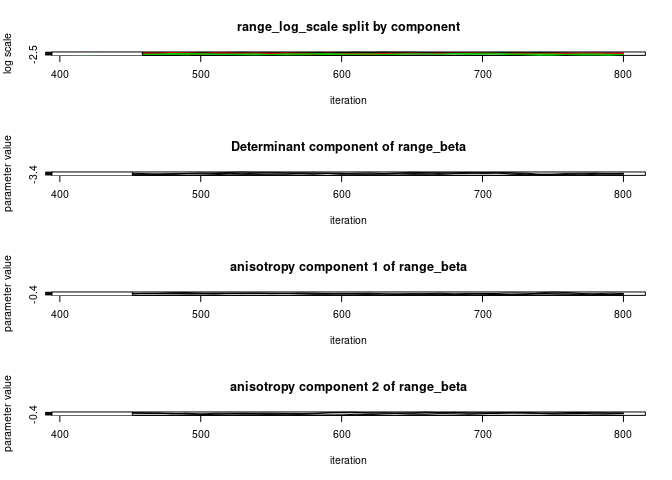 range_log_scale split by component
log scale
-2.5
400 500 600 700 800
iteration
Determinant component of range_beta
parameter value
-3.4
400 500 600 700 800
iteration
anisotropy component 1 of range_beta
parameter value
-0.4
400 500 600 700 800
iteration
anisotropy component 2 of range_beta
parameter value
-0.4
400 500 600 700 800
iteration